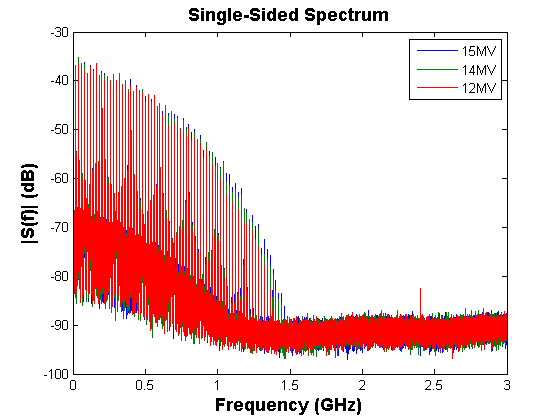 Single-Sided Spectrum
|S(f)| (dB)
-30
-40
-50
-60
-70
-80
-90
-100
15MV
14MV
12MV
0
0.5
1
1.5
2
2.5
3
Frequency (GHz)